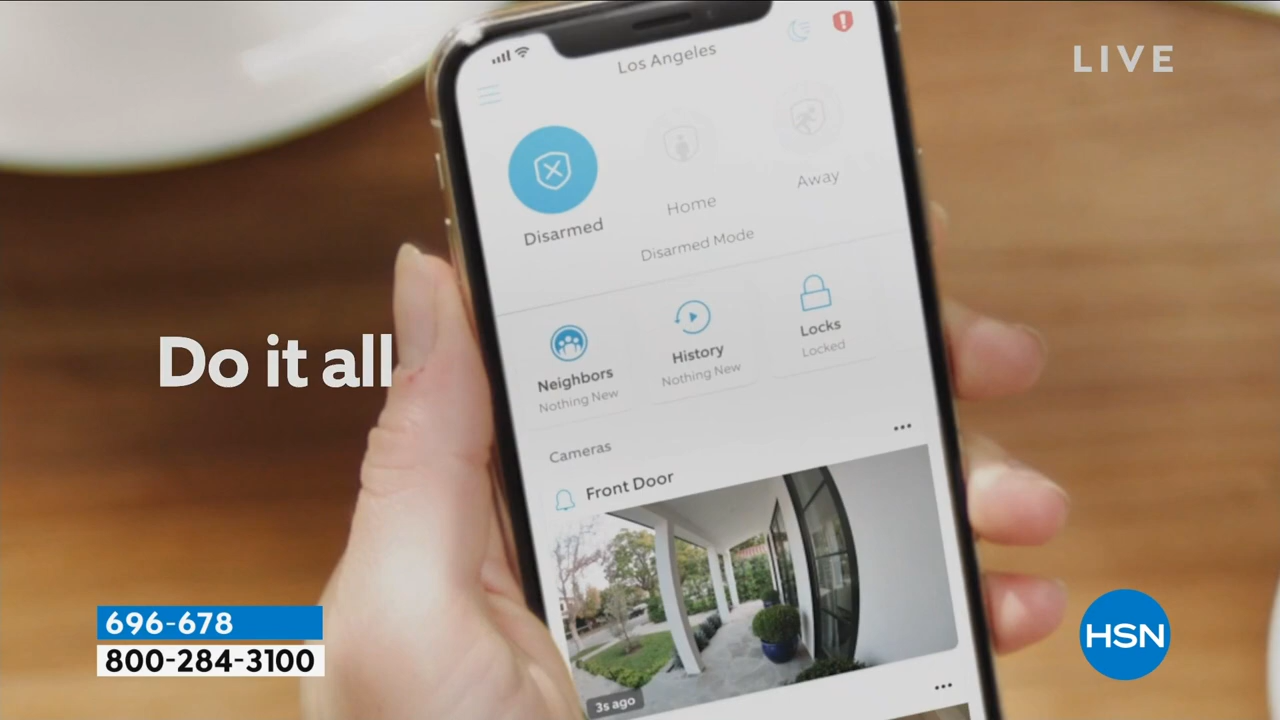 LIVE
Los Angeles
Disarmed
Home
Away
Disarmed Mode
Neighbors
Nothing New
History
Nothing New
Locks
Locked
Do it all
Cameras
Front Door
3s ago
696-678
800-284-3100
HSN